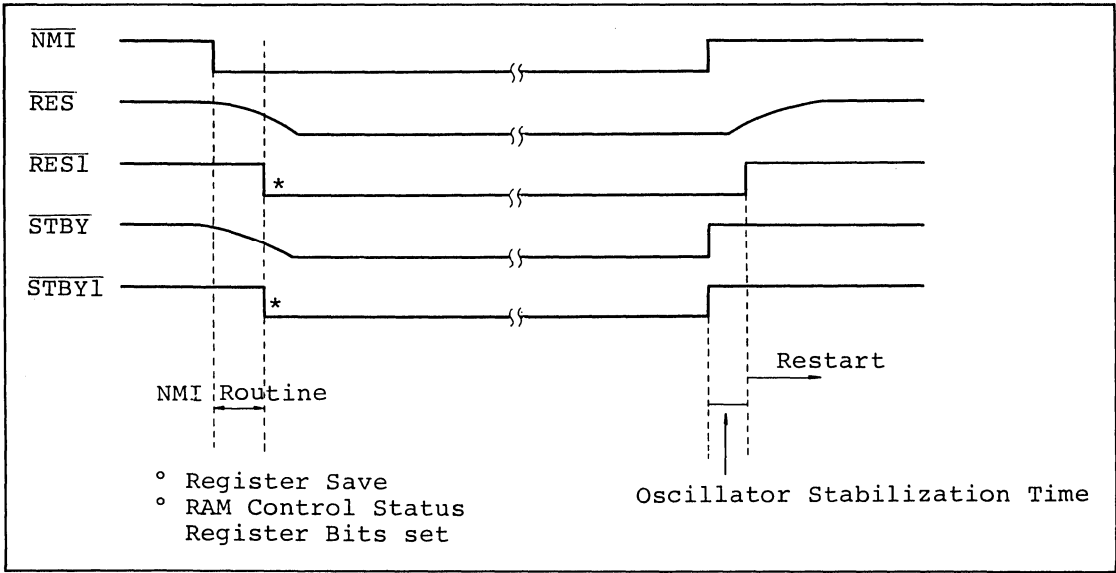 NMI
RES
RES1
*
STBY
STBY1
*
Restart
NMI Routine
° Register Save
° RAM Control Status
Register Bits set
Oscillator Stabilization Time